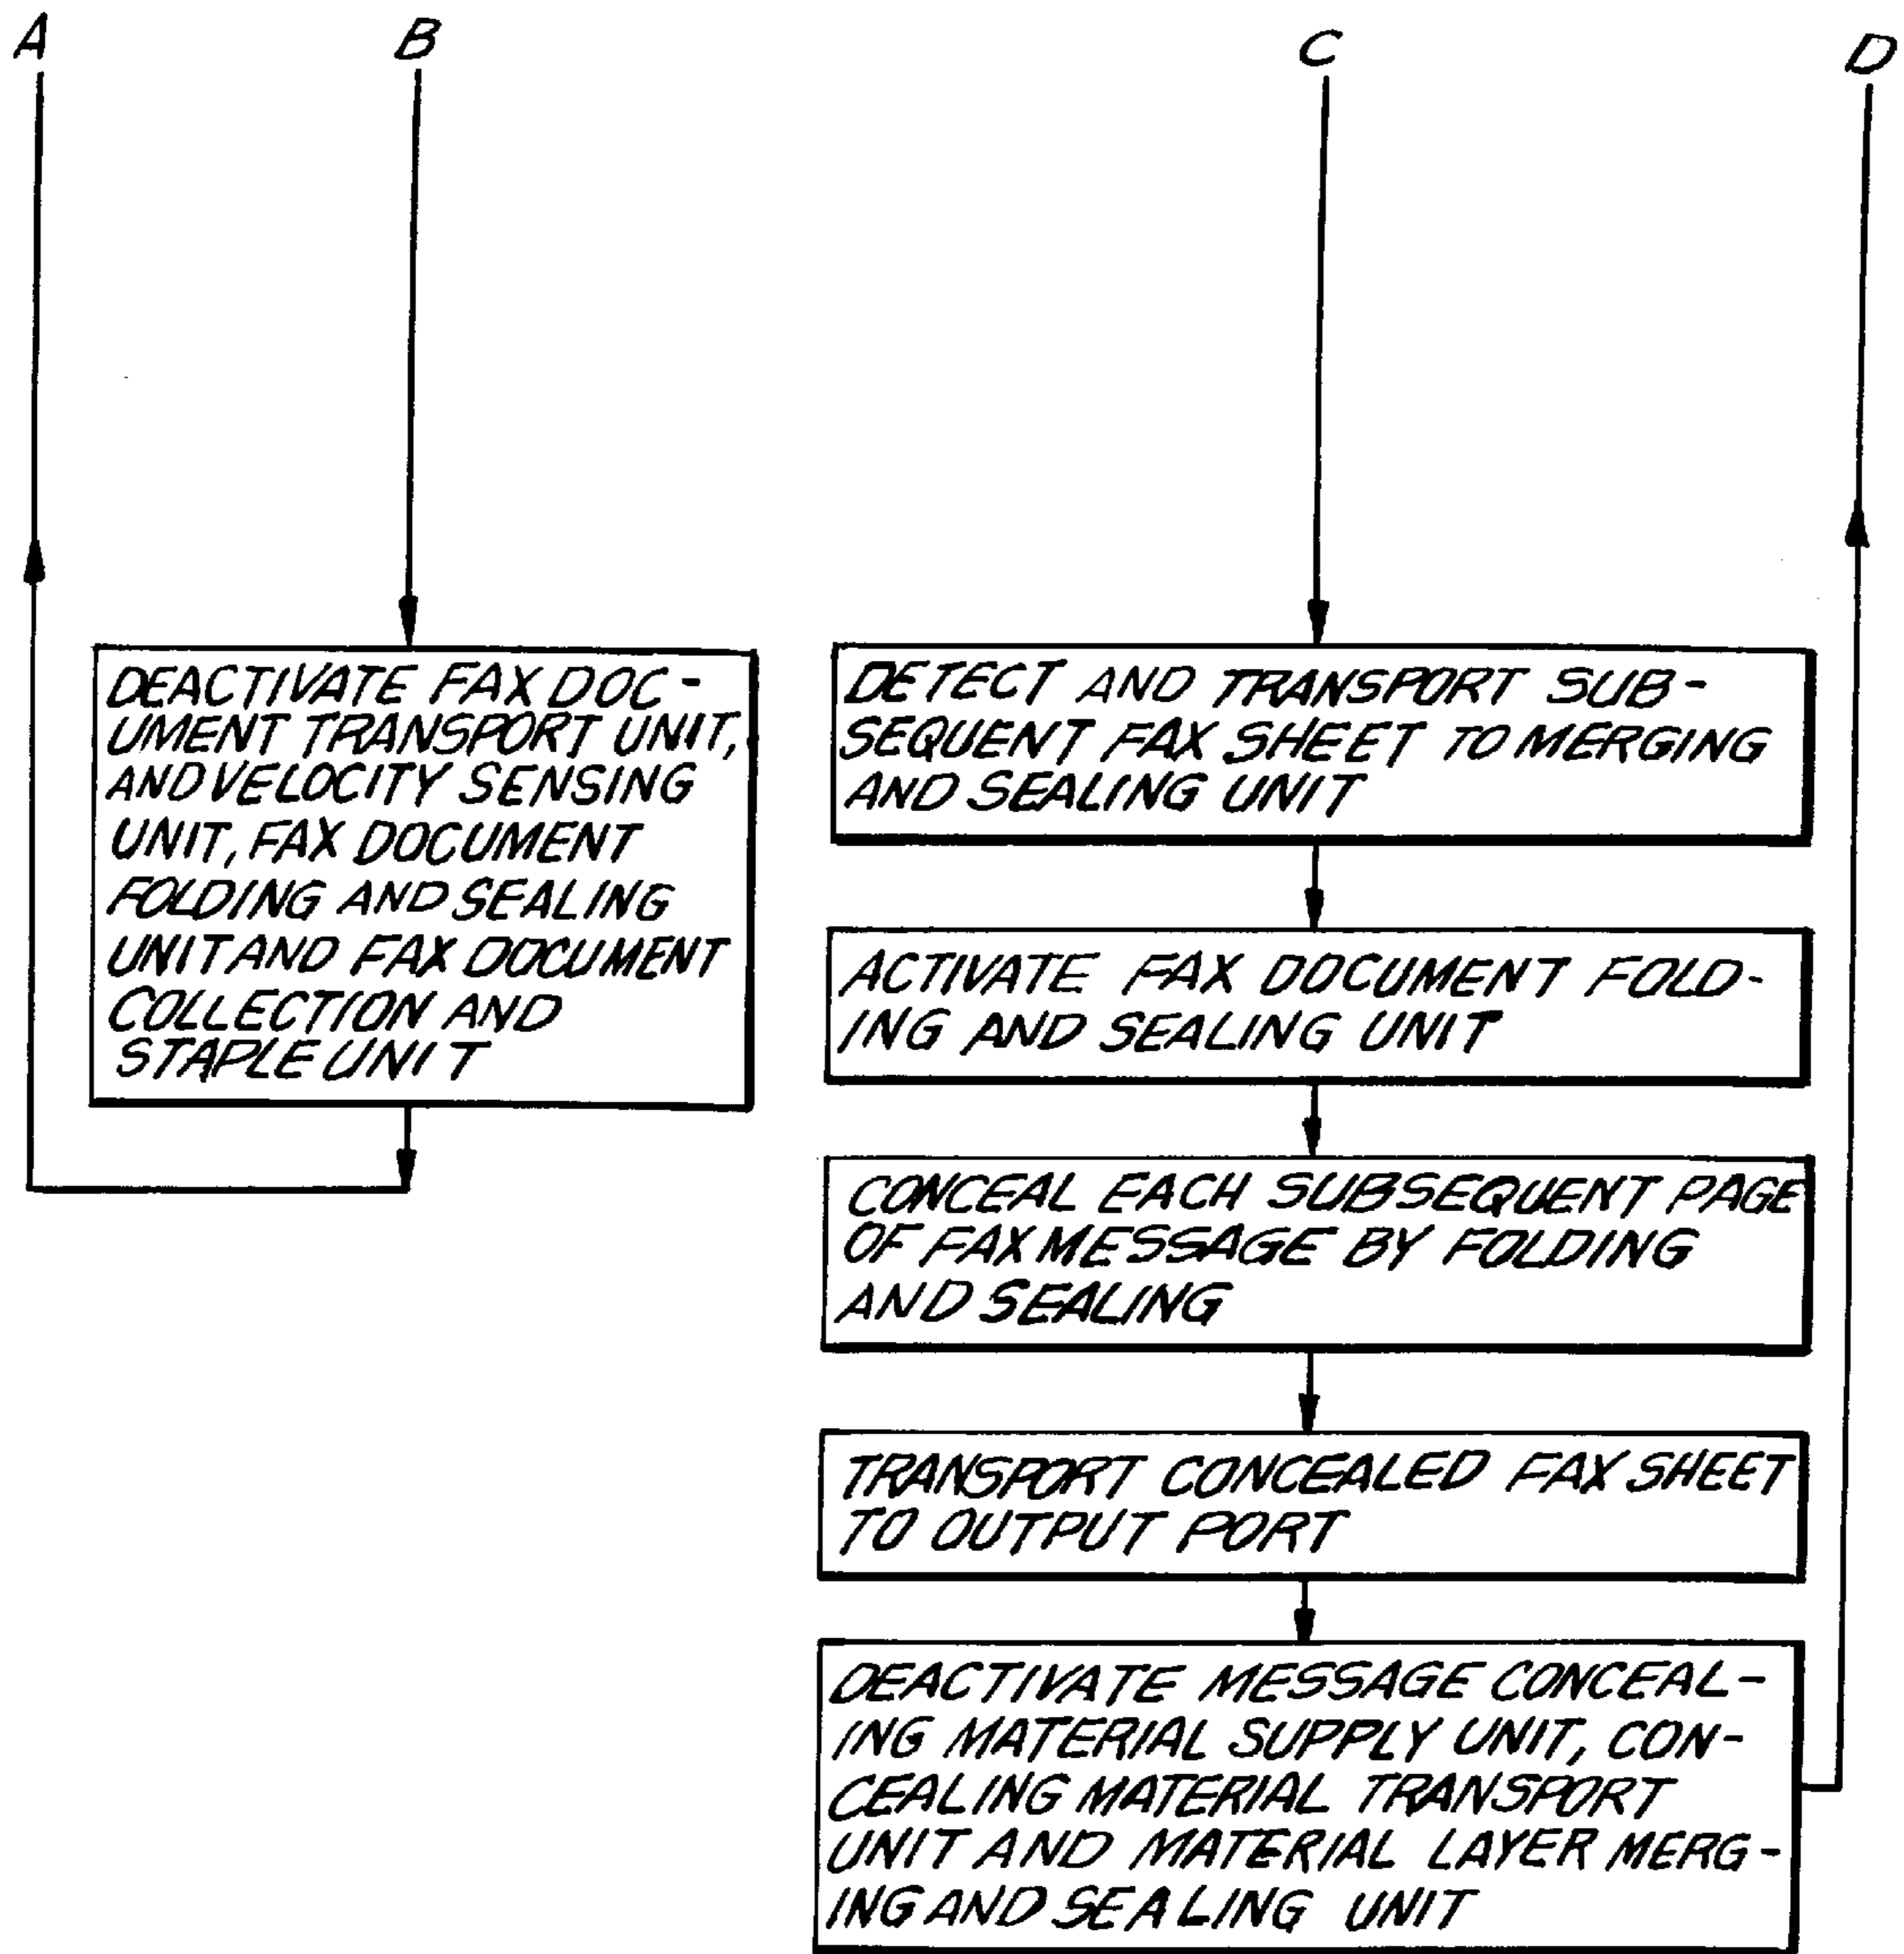 A
B
C
D
DEACTIVATE FAX DOC-
UMENT TRANSPORT UNIT,
AND VELOCITY SENSING
UNIT, FAX DOCUMENT
FOLDING AND SEALING
UNIT AND FAX DOCUMENT
COLLECTION AND
STAPLE UNIT
DETECT AND TRANSPORT SUB-
SEQUENT FAX SHEET TO MERGING
AND SEALING UNIT
ACTIVATE FAX DOCUMENT FOLD-
ING AND SEALING UNIT
CONCEAL EACH SUBSEQUENT PAGE
OF FAX MESSAGE BY FOLDING
AND SEALING
TRANSPORT CONCEALED FAX SHEET
TO OUTPUT PORT
DEACTIVATE MESSAGE CONCEAL-
ING MATERIAL SUPPLY UNIT, CON-
CEALING MATERIAL TRANSPORT
UNIT AND MATERIAL LAYER MERG-
ING AND SEALING UNIT